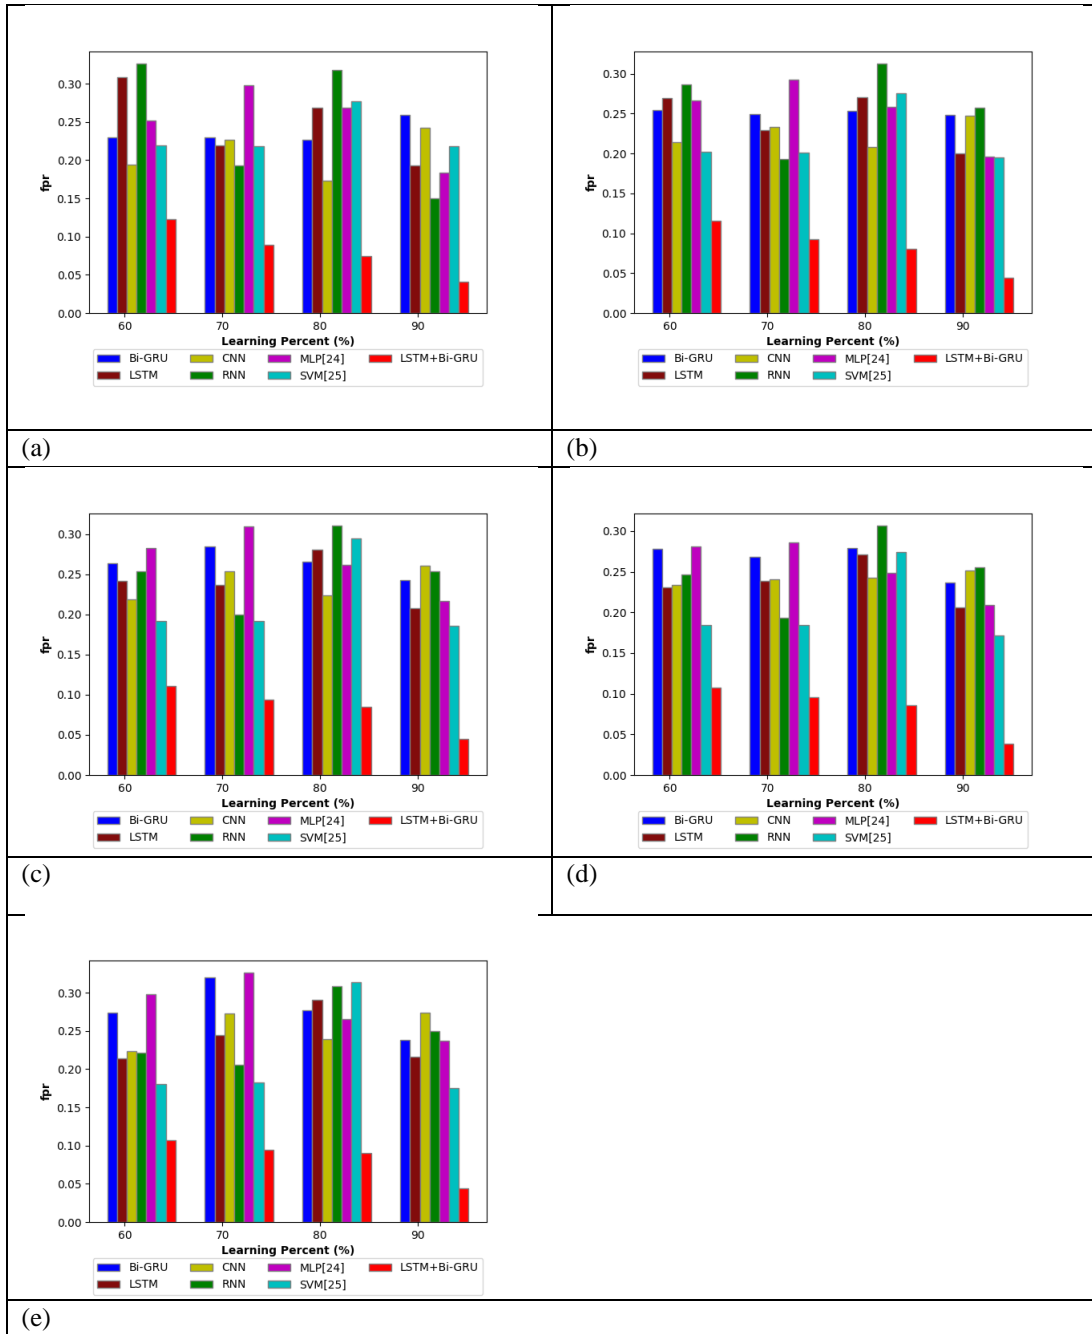 0.30
0.25
0.20
0.15
0.10
0.05
0.00
fpr
60 70 80 90
Learning Percent (%)
Bi-GRU CNN MLP[24] LSTM+Bi-GRU
LSTM RNN SVM[25]
(a)
0.30
0.25
0.20
0.15
0.10
0.05
0.00
fpr
60 70 80 90
Learning Percent (%)
Bi-GRU CNN MLP[24] LSTM+Bi-GRU
LSTM RNN SVM[25]
(b)
0.30
0.25
0.20
0.15
0.10
0.05
0.00
fpr
60 70 80 90
Learning Percent (%)
Bi-GRU CNN MLP[24] LSTM+Bi-GRU
LSTM RNN SVM[25]
(c)
0.30
0.25
0.20
0.15
0.10
0.05
0.00
fpr
60 70 80 90
Learning Percent (%)
Bi-GRU CNN MLP[24] LSTM+Bi-GRU
LSTM RNN SVM[25]
(d)
0.30
0.25
0.20
0.15
0.10
0.05
0.00
fpr
60 70 80 90
Learning Percent (%)
Bi-GRU CNN MLP[24] LSTM+Bi-GRU
LSTM RNN SVM[25]
(e)